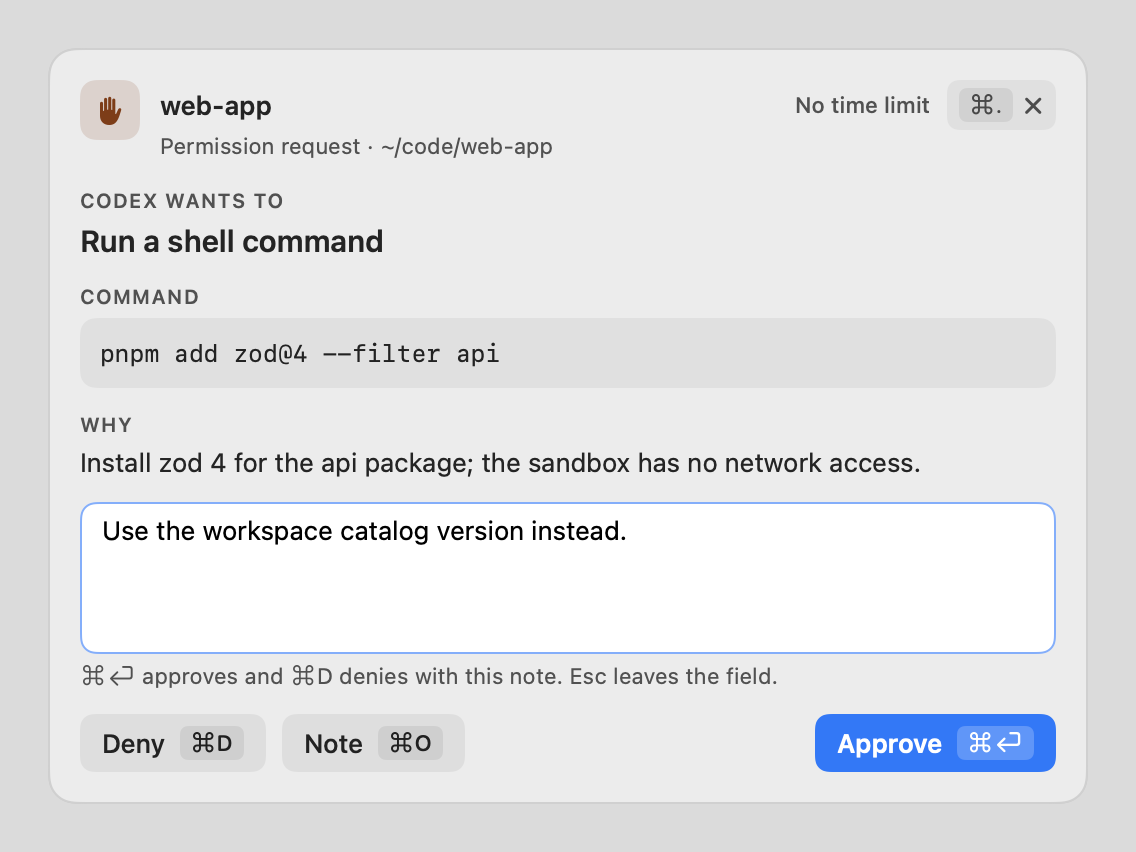 web-app
No time limit ⌘. ✕
Permission request · ~/code/web-app
CODEX WANTS TO
Run a shell command
COMMAND
pnpm add zod@4 --filter api
WHY
Install zod 4 for the api package; the sandbox has no network access.
Use the workspace catalog version instead.
⌘⏎ approves and ⌘D denies with this note. Esc leaves the field.
Deny ⌘D Note ⌘O Approve ⌘⏎